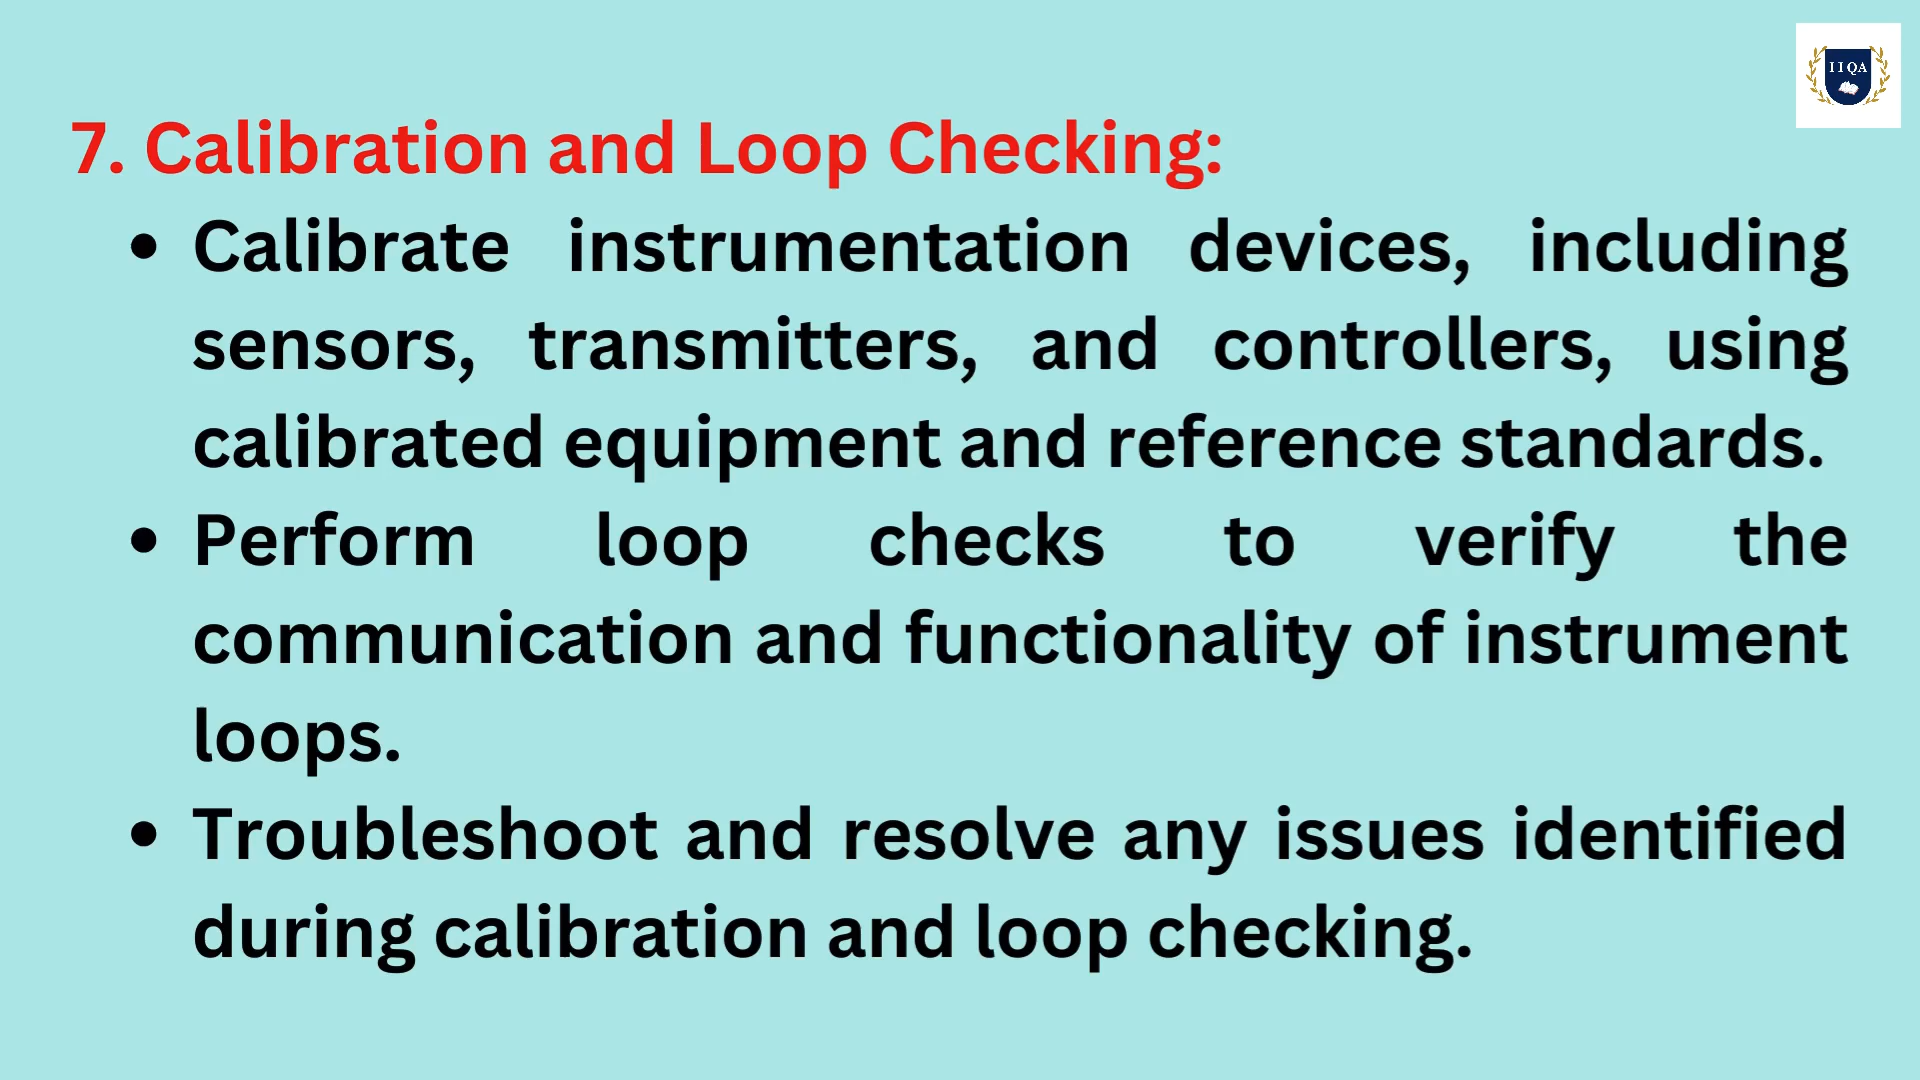 IIQA
7. Calibration and Loop Checking:
• Calibrate instrumentation devices, including
sensors, transmitters, and controllers, using
calibrated equipment and reference standards.
• Perform loop checks to verify the
communication and functionality of instrument
loops.
• Troubleshoot and resolve any issues identified
during calibration and loop checking.